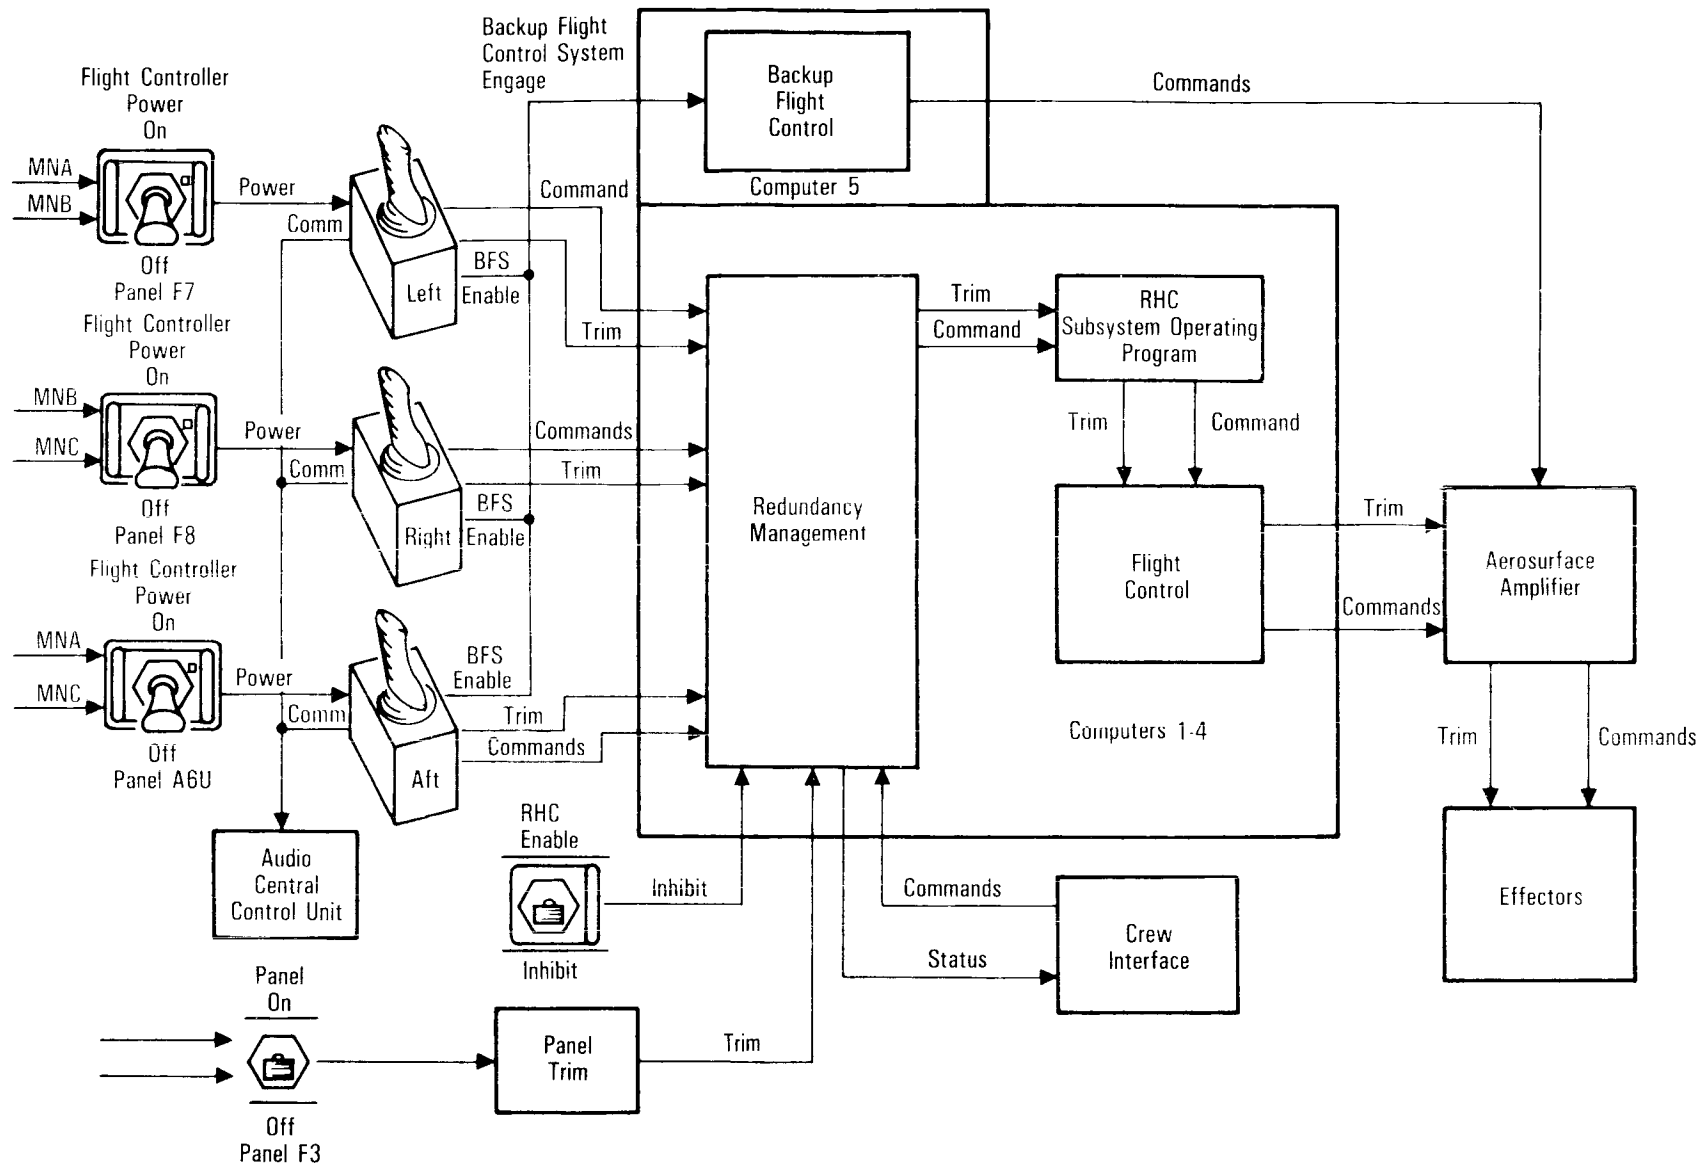 Backup Flight
Control System
Engage
Backup
Flight
Control
Computer 5
Commands
Flight Controller
Power
On
MNA
MNB
Off
Panel F7
Power
Comm
Left
Command
BFS
Enable
Trim
Flight Controller
Power
On
MNB
MNC
Off
Panel F8
Power
Comm
Right
Commands
Trim
BFS
Enable
Flight Controller
Power
On
MNA
MNC
Off
Panel A6U
Power
Comm
Aft
BFS
Enable
Trim
Commands
Redundancy
Management
Trim
Command
RHC
Subsystem Operating
Program
Trim
Command
Flight
Control
Computers 1-4
Trim
Commands
Aerosurface
Amplifier
Trim
Commands
Effectors
Audio
Central
Control Unit
RHC
Enable
Inhibit
Inhibit
Commands
Status
Crew
Interface
Panel
On
Off
Panel F3
Panel
Trim
Trim